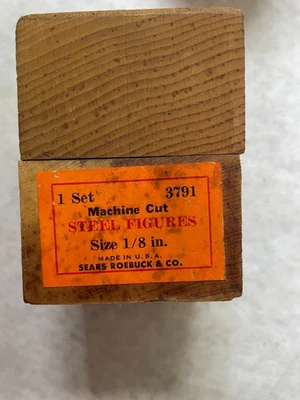 1 Set 3791
Machine Cut
STEEL FIGURES
Size 1/8 in.
MADE IN U.S.A.
SEARS ROEBUCK & CO.